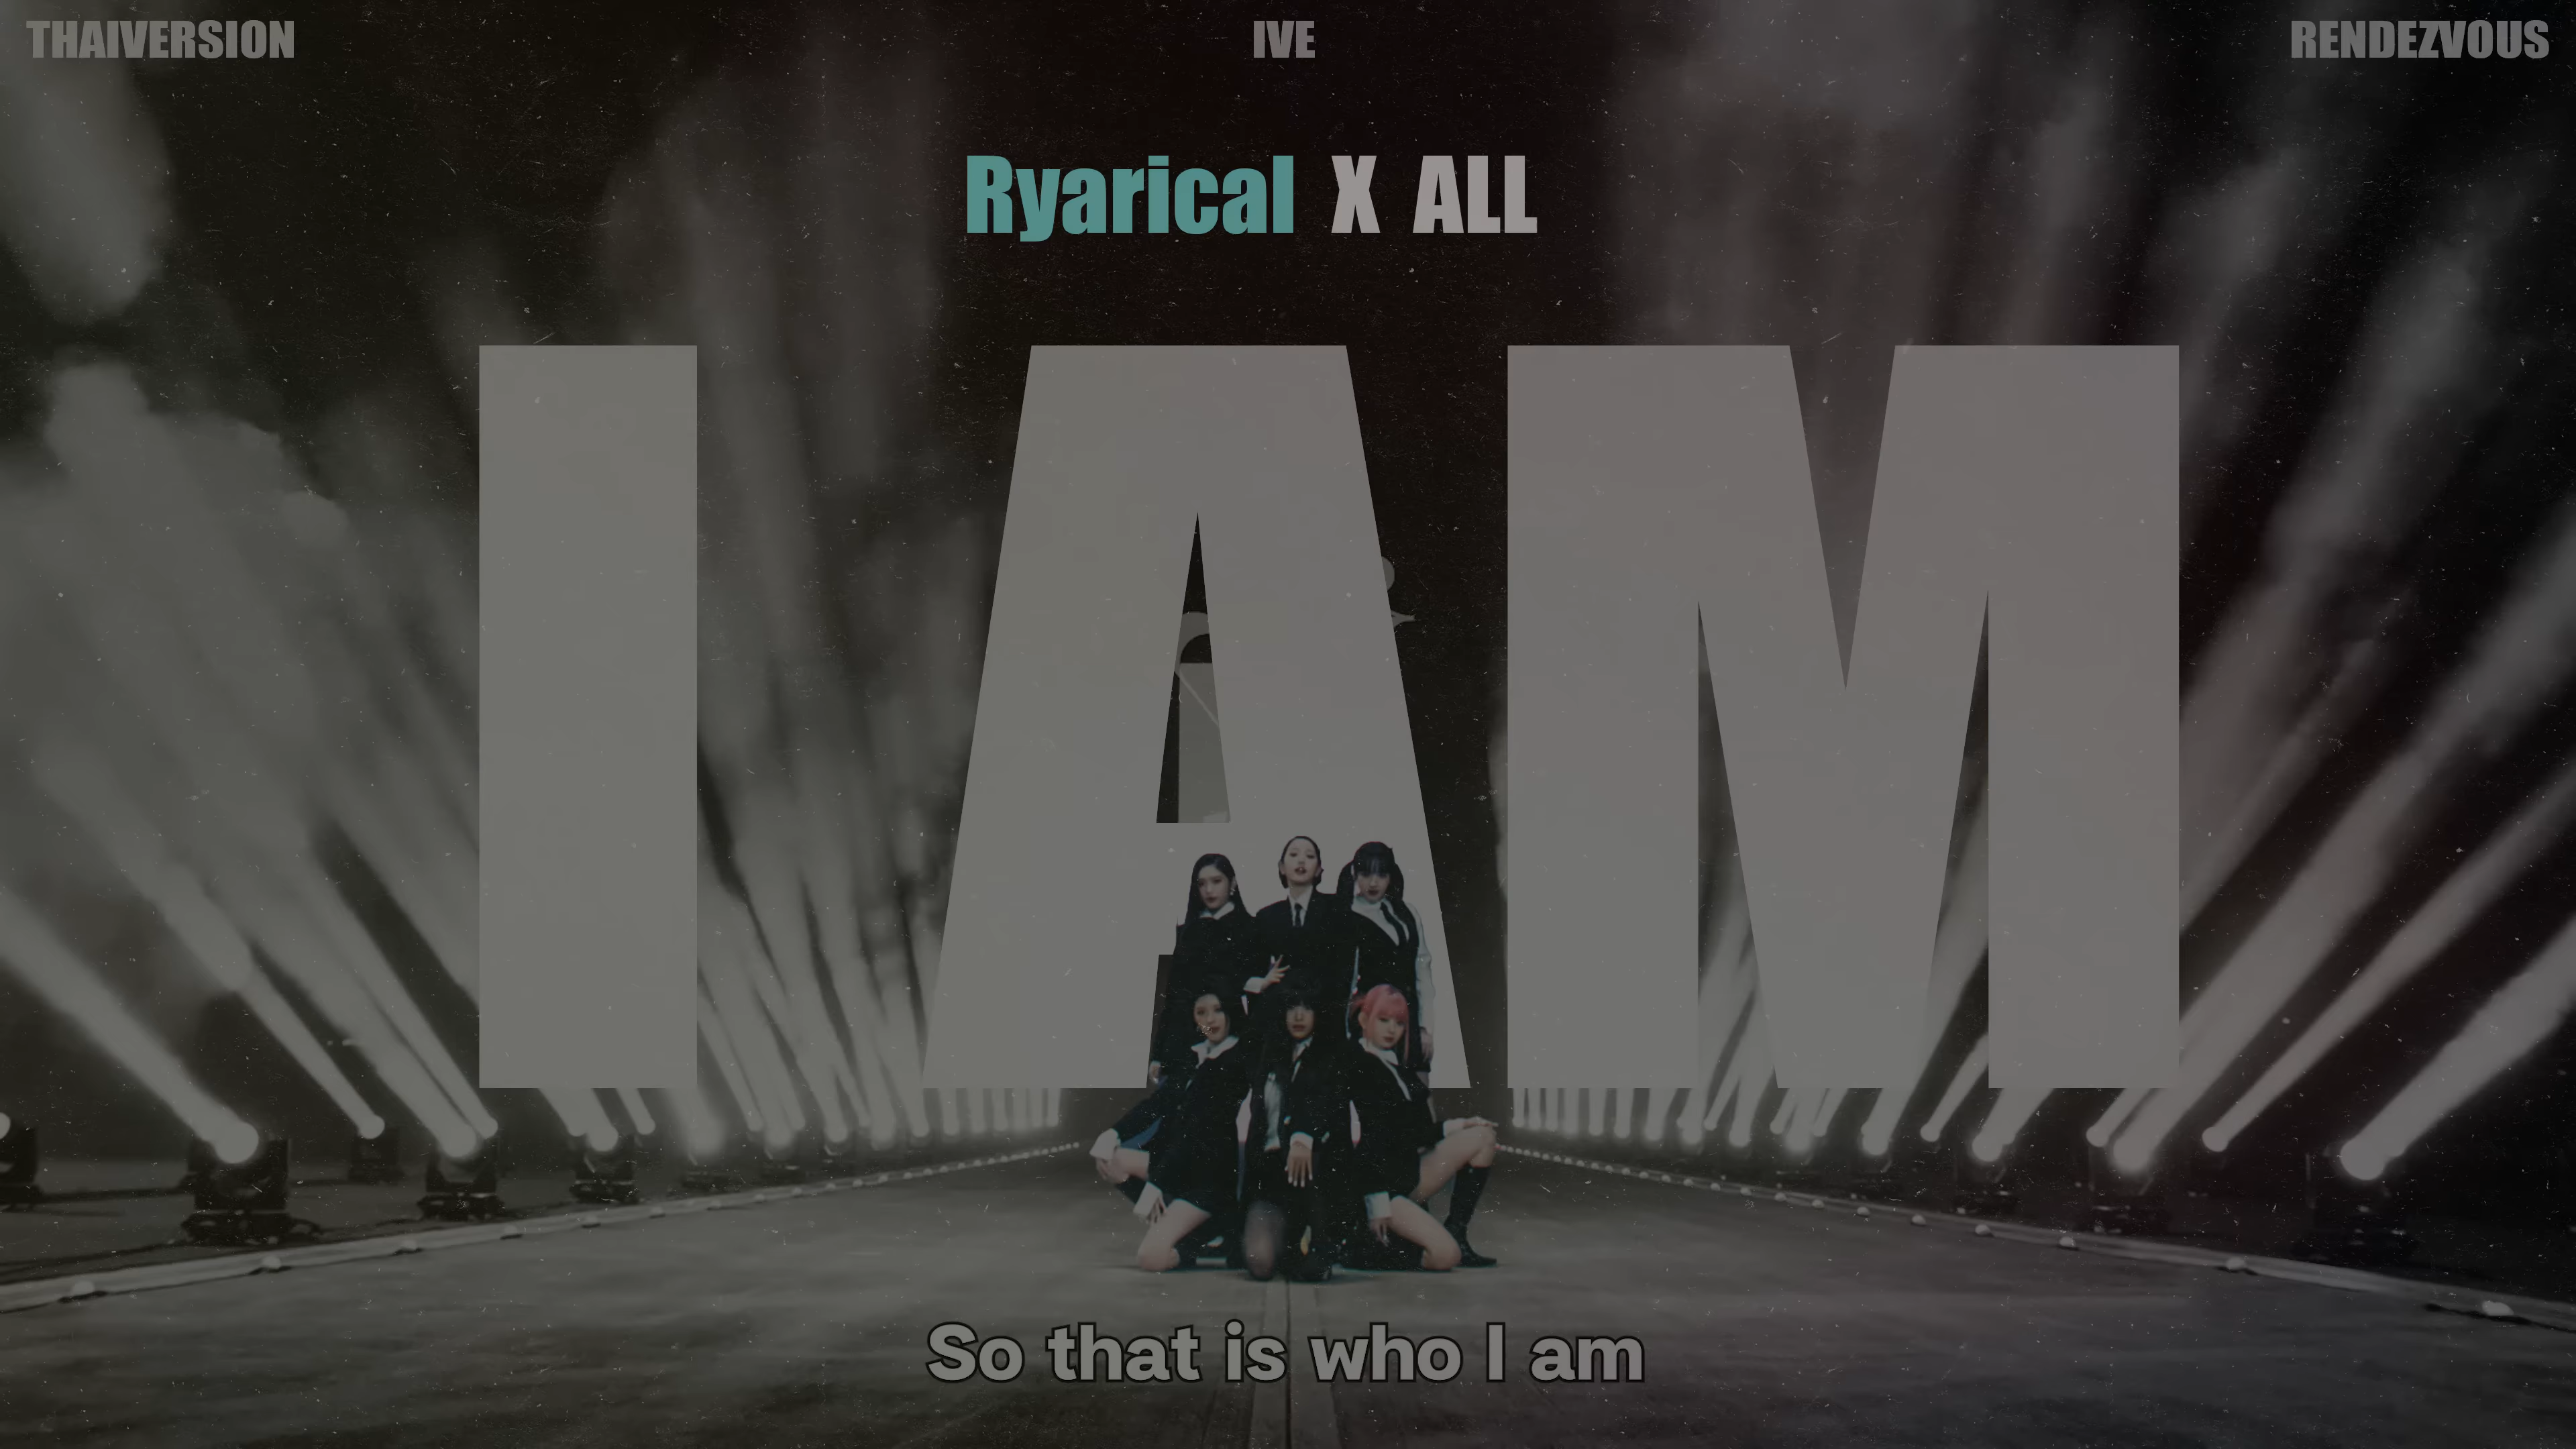 THAIVERSION
IVE
RENDEZVOUS
Ryarical X ALL
I AM
So that is who I am